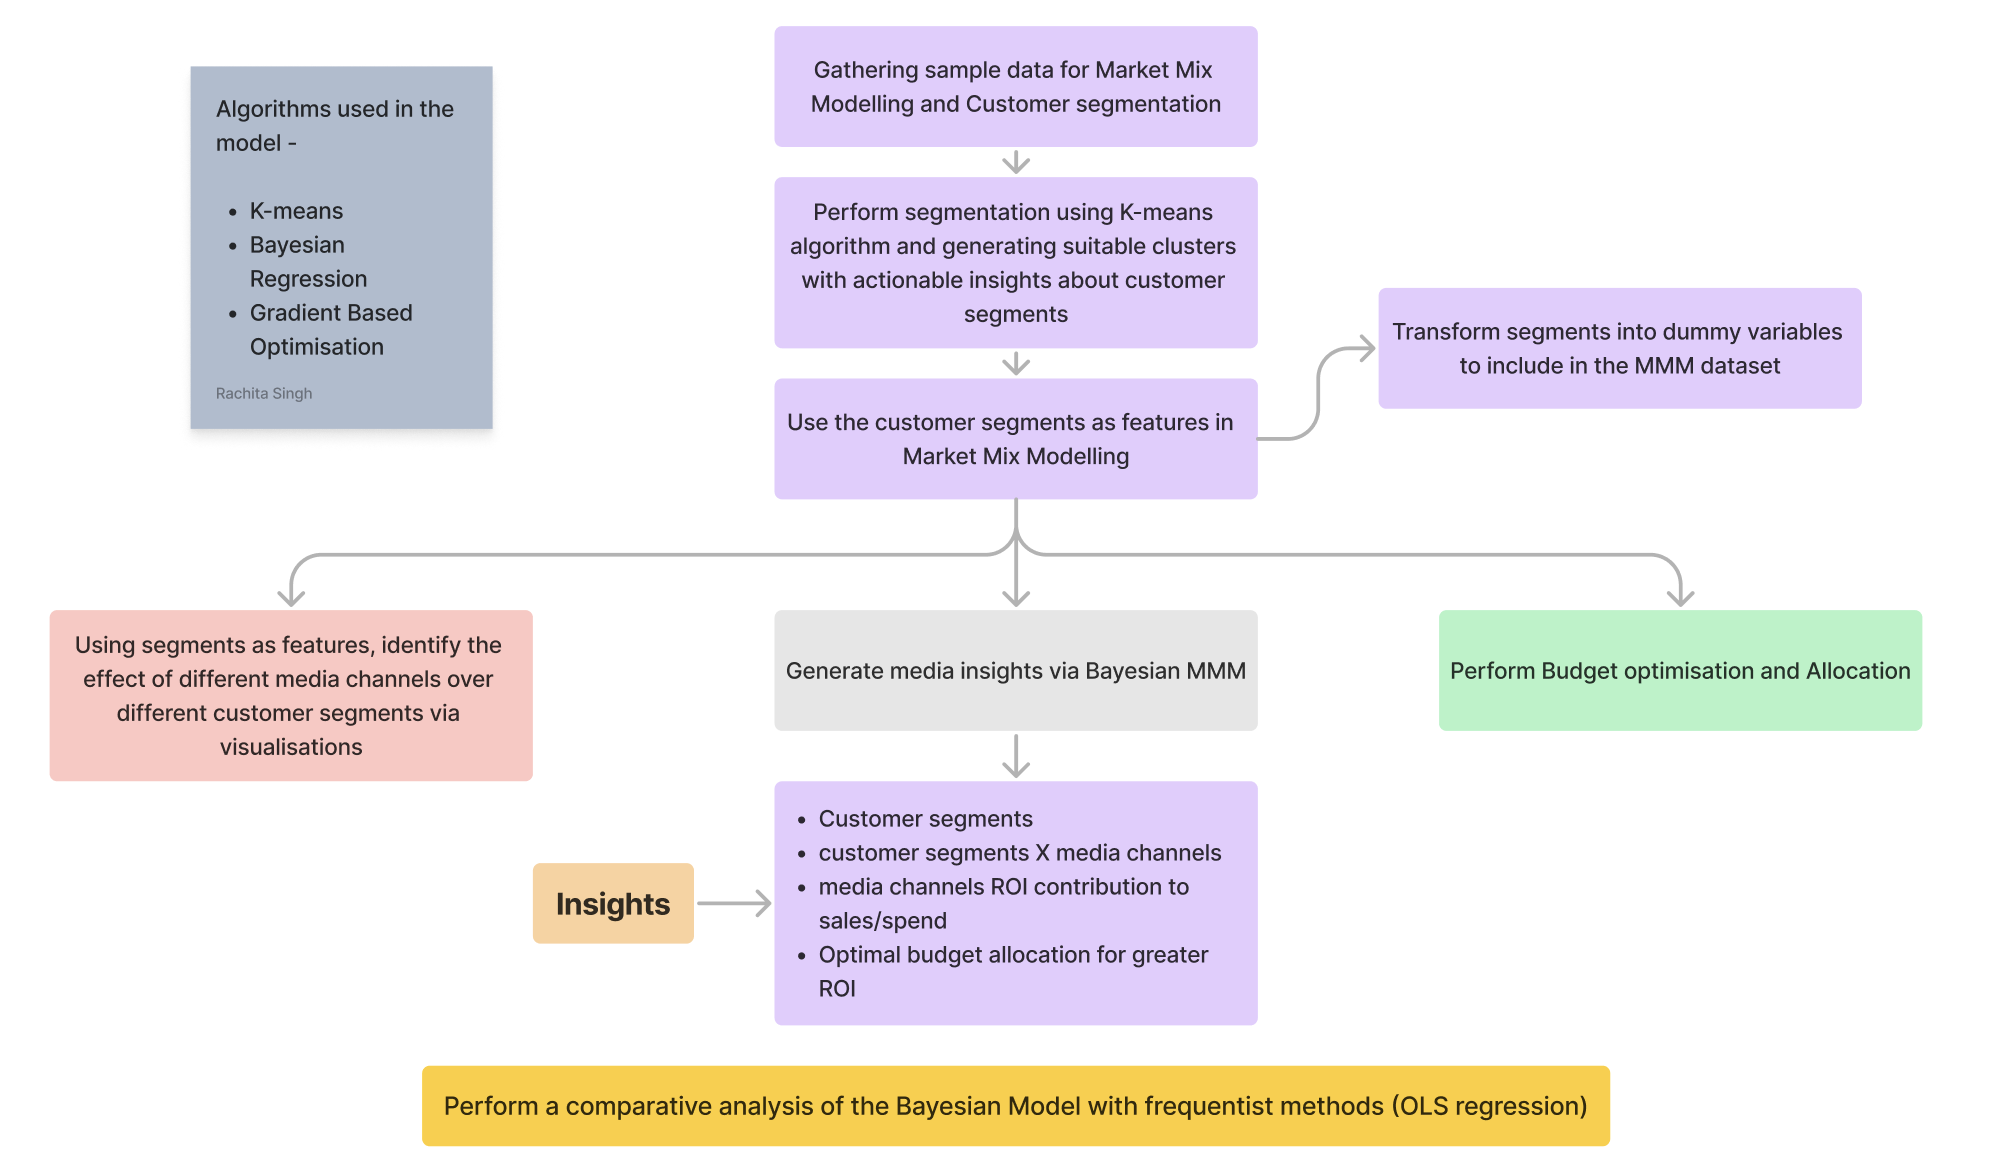 Algorithms used in the
model -
• K-means
• Bayesian
Regression
• Gradient Based
Optimisation
Rachita Singh
Gathering sample data for Market Mix
Modelling and Customer segmentation
Perform segmentation using K-means
algorithm and generating suitable clusters
with actionable insights about customer
segments
Use the customer segments as features in
Market Mix Modelling
Transform segments into dummy variables
to include in the MMM dataset
Using segments as features, identify the
effect of different media channels over
different customer segments via
visualisations
Generate media insights via Bayesian MMM
Perform Budget optimisation and Allocation
Insights
• Customer segments
• customer segments X media channels
• media channels ROI contribution to
sales/spend
• Optimal budget allocation for greater
ROI
Perform a comparative analysis of the Bayesian Model with frequentist methods (OLS regression)